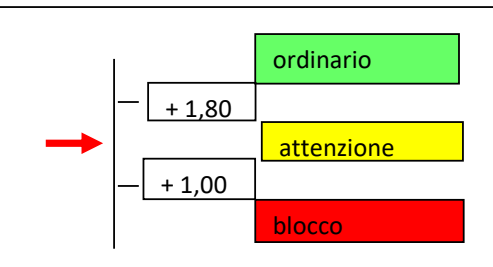 ordinario
+ 1,80
attenzione
+ 1,00
blocco